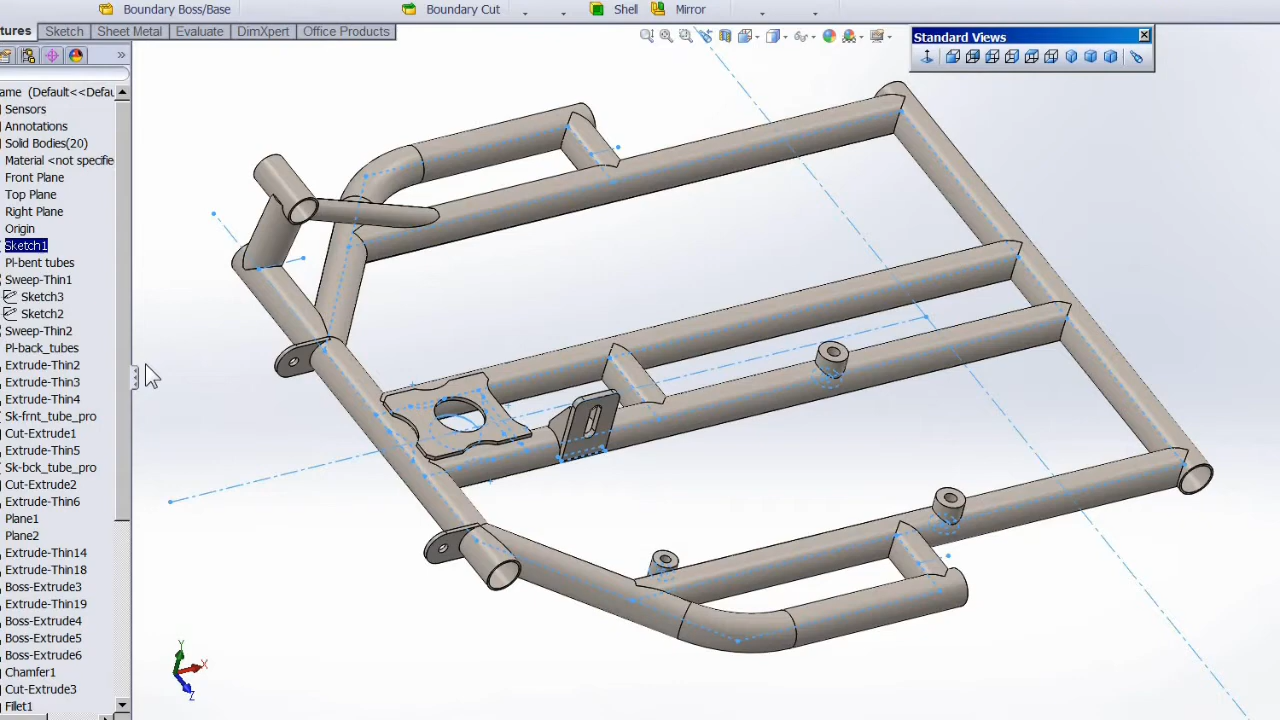 Boundary Boss/Base Boundary Cut Shell Mirror
tures Sketch Sheet Metal Evaluate DimXpert Office Products
Standard Views
»
ame (Default<<Defau
Sensors
Annotations
Solid Bodies(20)
Material <not specifie
Front Plane
Top Plane
Right Plane
Origin
Sketch1
Pl-bent tubes
Sweep-Thin1
Sketch3
Sketch2
Sweep-Thin2
Pl-back_tubes
Extrude-Thin2
Extrude-Thin3
Extrude-Thin4
Sk-frnt_tube_pro
Cut-Extrude1
Extrude-Thin5
Sk-bck_tube_pro
Cut-Extrude2
Extrude-Thin6
Plane1
Plane2
Extrude-Thin14
Extrude-Thin18
Boss-Extrude3
Extrude-Thin19
Boss-Extrude4
Boss-Extrude5
Boss-Extrude6
Chamfer1
Cut-Extrude3
Fillet1
Y
X
Z